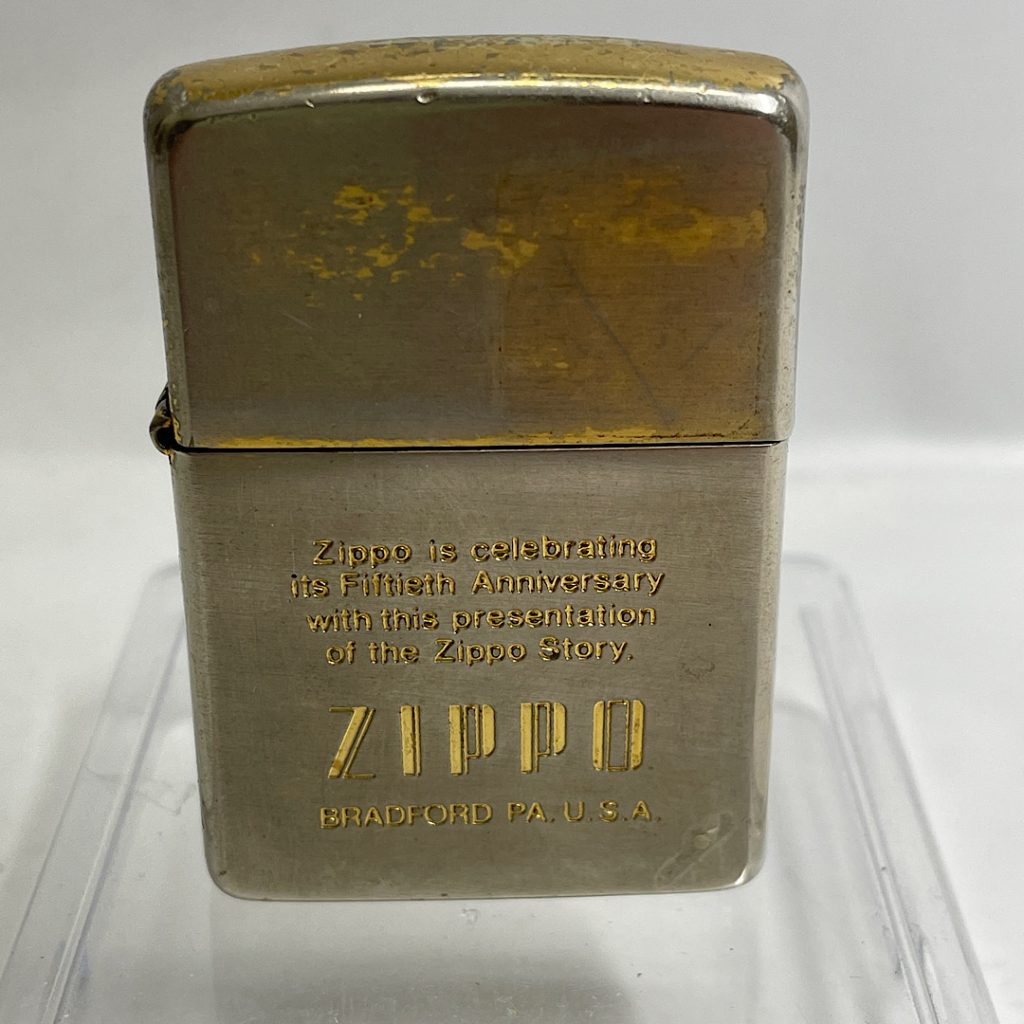 Zippo is celebrating
its Fiftieth Anniversary
with this presentation
of the Zippo Story.
ZIPPO
BRADFORD PA. U.S.A.